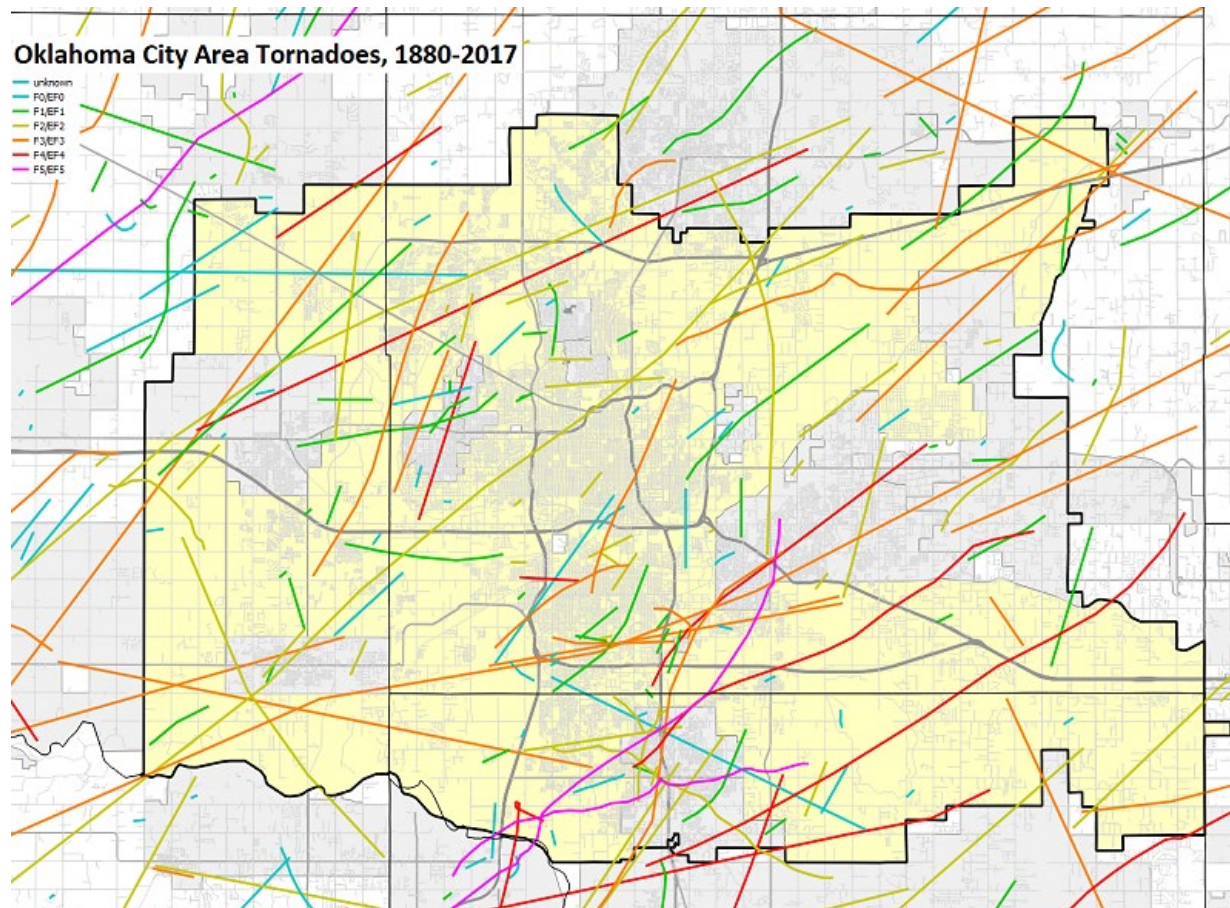 Oklahoma City Area Tornadoes, 1880-2017
unknown
F0/EF0
F1/EF1
F2/EF2
F3/EF3
F4/EF4
F5/EF5